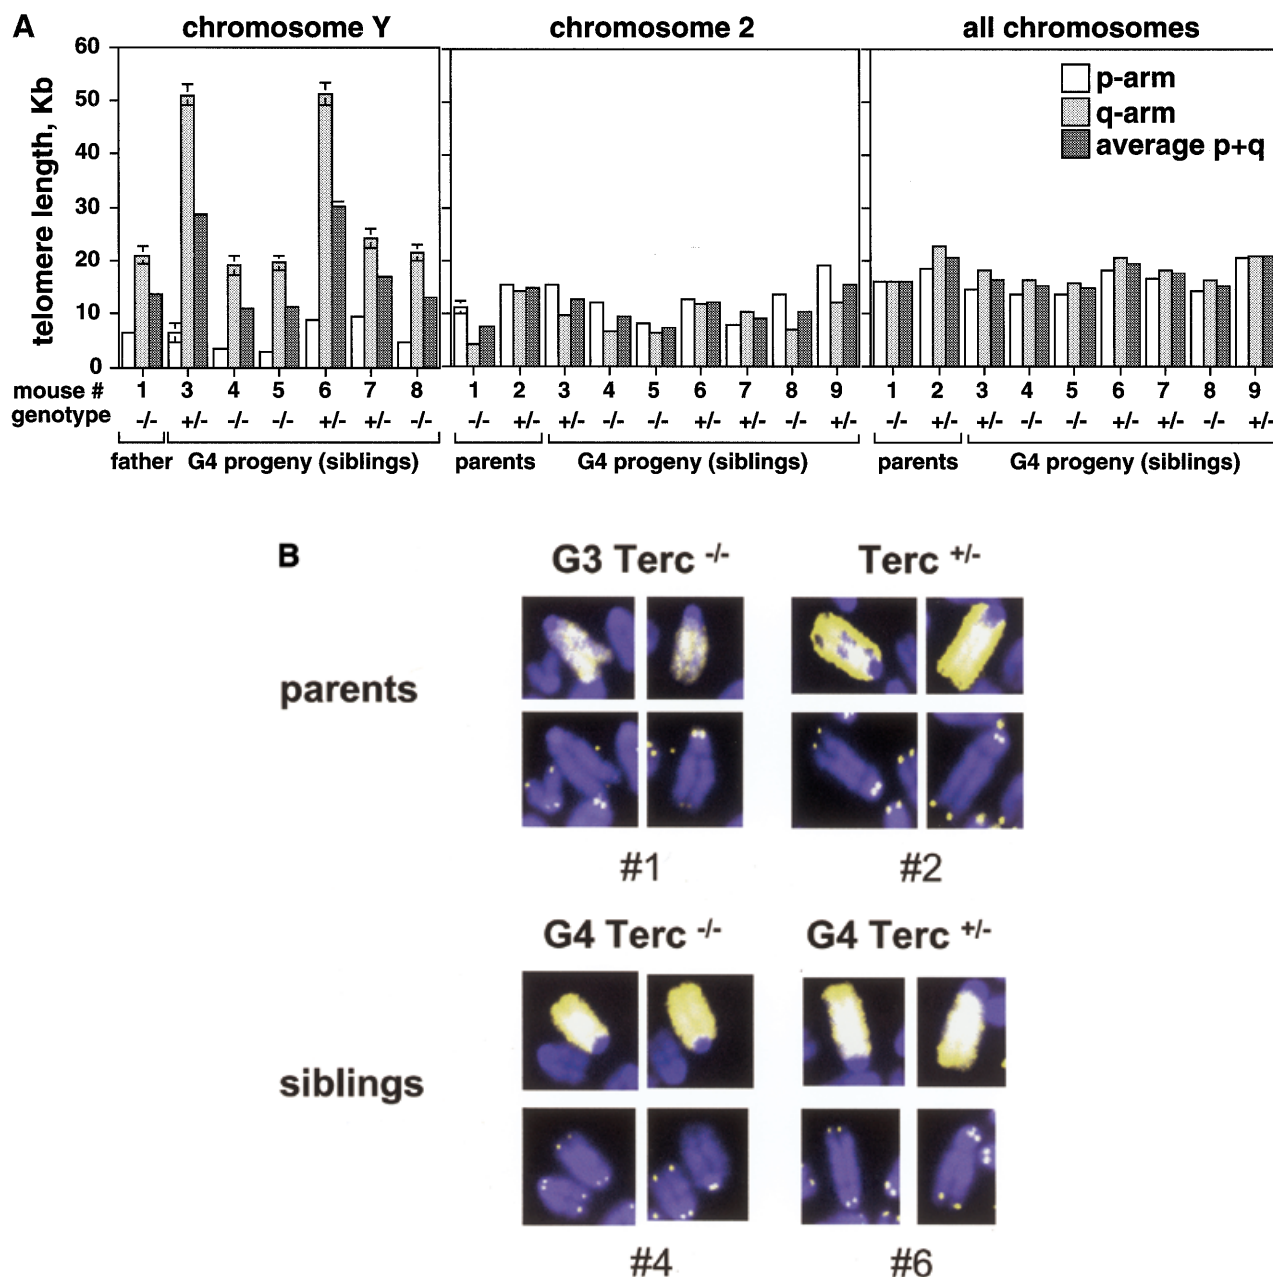 A
chromosome Y chromosome 2 all chromosomes
telomere length, Kb
60
50
40
30
20
10
0
p-arm
q-arm
average p+q
mouse # 1 3 4 5 6 7 8 1 2 3 4 5 6 7 8 9 1 2 3 4 5 6 7 8 9
genotype -/- +/- -/- -/- +/- +/- -/- -/- +/- +/- -/- -/- +/- +/- -/- +/- -/- +/- +/- -/- -/- +/- +/- -/- +/-
father G4 progeny (siblings) parents G4 progeny (siblings) parents G4 progeny (siblings)
B
G3 Terc -/- Terc +/-
parents
#1 #2
G4 Terc -/- G4 Terc +/-
siblings
#4 #6